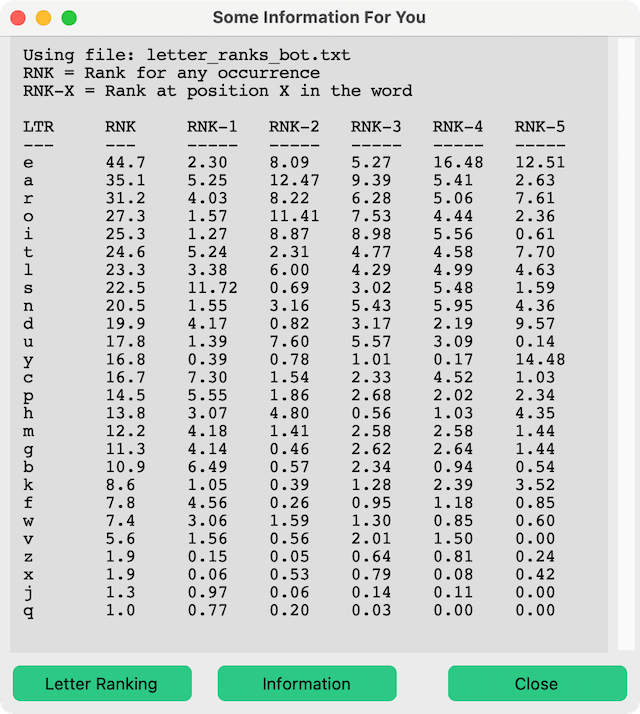 Some Information For You
Using file: letter_ranks_bot.txt
RNK = Rank for any occurrence
RNK-X = Rank at position X in the word
LTR RNK RNK-1 RNK-2 RNK-3 RNK-4 RNK-5
--- --- ----- ----- ----- ----- -----
e 44.7 2.30 8.09 5.27 16.48 12.51
a 35.1 5.25 12.47 9.39 5.41 2.63
r 31.2 4.03 8.22 6.28 5.06 7.61
o 27.3 1.57 11.41 7.53 4.44 2.36
i 25.3 1.27 8.87 8.98 5.56 0.61
t 24.6 5.24 2.31 4.77 4.58 7.70
l 23.3 3.38 6.00 4.29 4.99 4.63
s 22.5 11.72 0.69 3.02 5.48 1.59
n 20.5 1.55 3.16 5.43 5.95 4.36
d 19.9 4.17 0.82 3.17 2.19 9.57
u 17.8 1.39 7.60 5.57 3.09 0.14
y 16.8 0.39 0.78 1.01 0.17 14.48
c 16.7 7.30 1.54 2.33 4.52 1.03
p 14.5 5.55 1.86 2.68 2.02 2.34
h 13.8 3.07 4.80 0.56 1.03 4.35
m 12.2 4.18 1.41 2.58 2.58 1.44
g 11.3 4.14 0.46 2.62 2.64 1.44
b 10.9 6.49 0.57 2.34 0.94 0.54
k 8.6 1.05 0.39 1.28 2.39 3.52
f 7.8 4.56 0.26 0.95 1.18 0.85
w 7.4 3.06 1.59 1.30 0.85 0.60
v 5.6 1.56 0.56 2.01 1.50 0.00
z 1.9 0.15 0.05 0.64 0.81 0.24
x 1.9 0.06 0.53 0.79 0.08 0.42
j 1.3 0.97 0.06 0.14 0.11 0.00
q 1.0 0.77 0.20 0.03 0.00 0.00
Letter Ranking Information Close